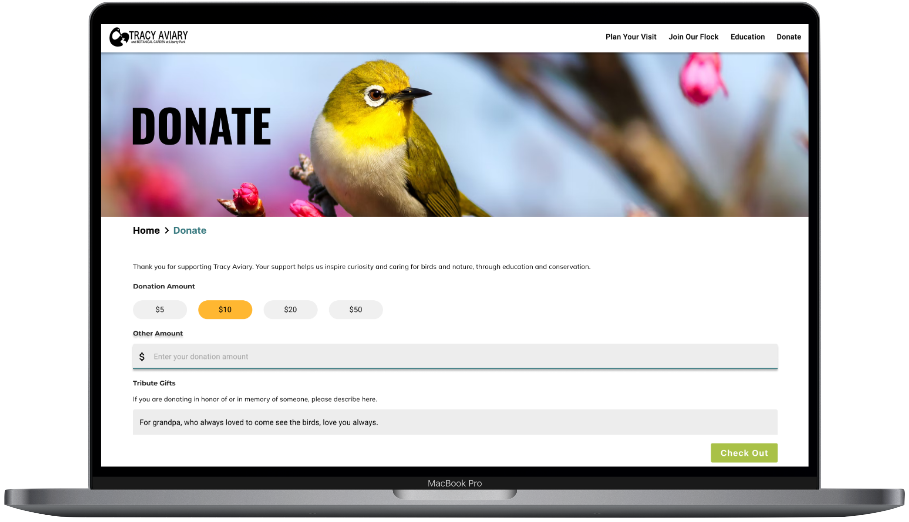 TRACY AVIARY
and BOTANICAL GARDEN at Liberty Park
Plan Your Visit Join Our Flock Education Donate
DONATE
Home > Donate
Thank you for supporting Tracy Aviary. Your support helps us inspire curiosity and caring for birds and nature, through education and conservation.
Donation Amount
$5 $10 $20 $50
Other Amount
$ Enter your donation amount
Tribute Gifts
If you are donating in honor of or in memory of someone, please describe here.
For grandpa, who always loved to come see the birds, love you always.
Check Out
MacBook Pro